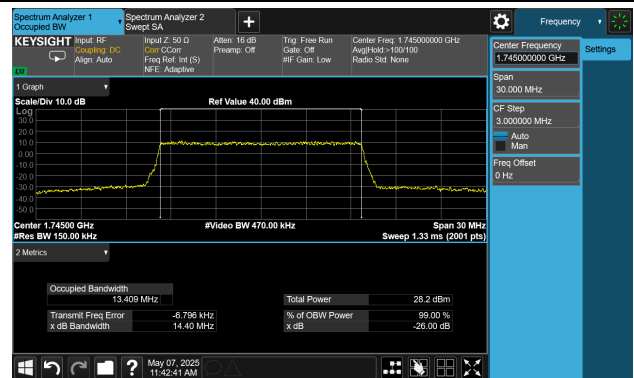 Spectrum Analyzer 1
Occupied BW
Spectrum Analyzer 2
Swept SA
Frequency
KEYSIGHT
Input: RF
Coupling: DC
Align: Auto
Input Z: 50 Ω
Corr CCorr
Freq Ref: Int (S)
NFE: Adaptive
Atten: 16 dB
Preamp: Off
Trig: Free Run
Gate: Off
#IF Gain: Low
Center Freq: 1.745000000 GHz
Avg|Hold:>100/100
Radio Std: None
Center Frequency
1.745000000 GHz
Settings
Span
30.000 MHz
CF Step
3.000000 MHz
Auto
Man
Freq Offset
0 Hz
1 Graph
Scale/Div 10.0 dB
Ref Value 40.00 dBm
Log
30.0
20.0
10.0
0.00
-10.0
-20.0
-30.0
-40.0
-50.0
Center 1.74500 GHz
#Video BW 470.00 kHz
Span 30 MHz
#Res BW 150.00 kHz
Sweep 1.33 ms (2001 pts)
2 Metrics
Occupied Bandwidth
13.409 MHz
Total Power
28.2 dBm
Transmit Freq Error
-6.796 kHz
% of OBW Power
99.00 %
x dB Bandwidth
14.40 MHz
x dB
-26.00 dB
May 07, 2025
11:42:41 AM